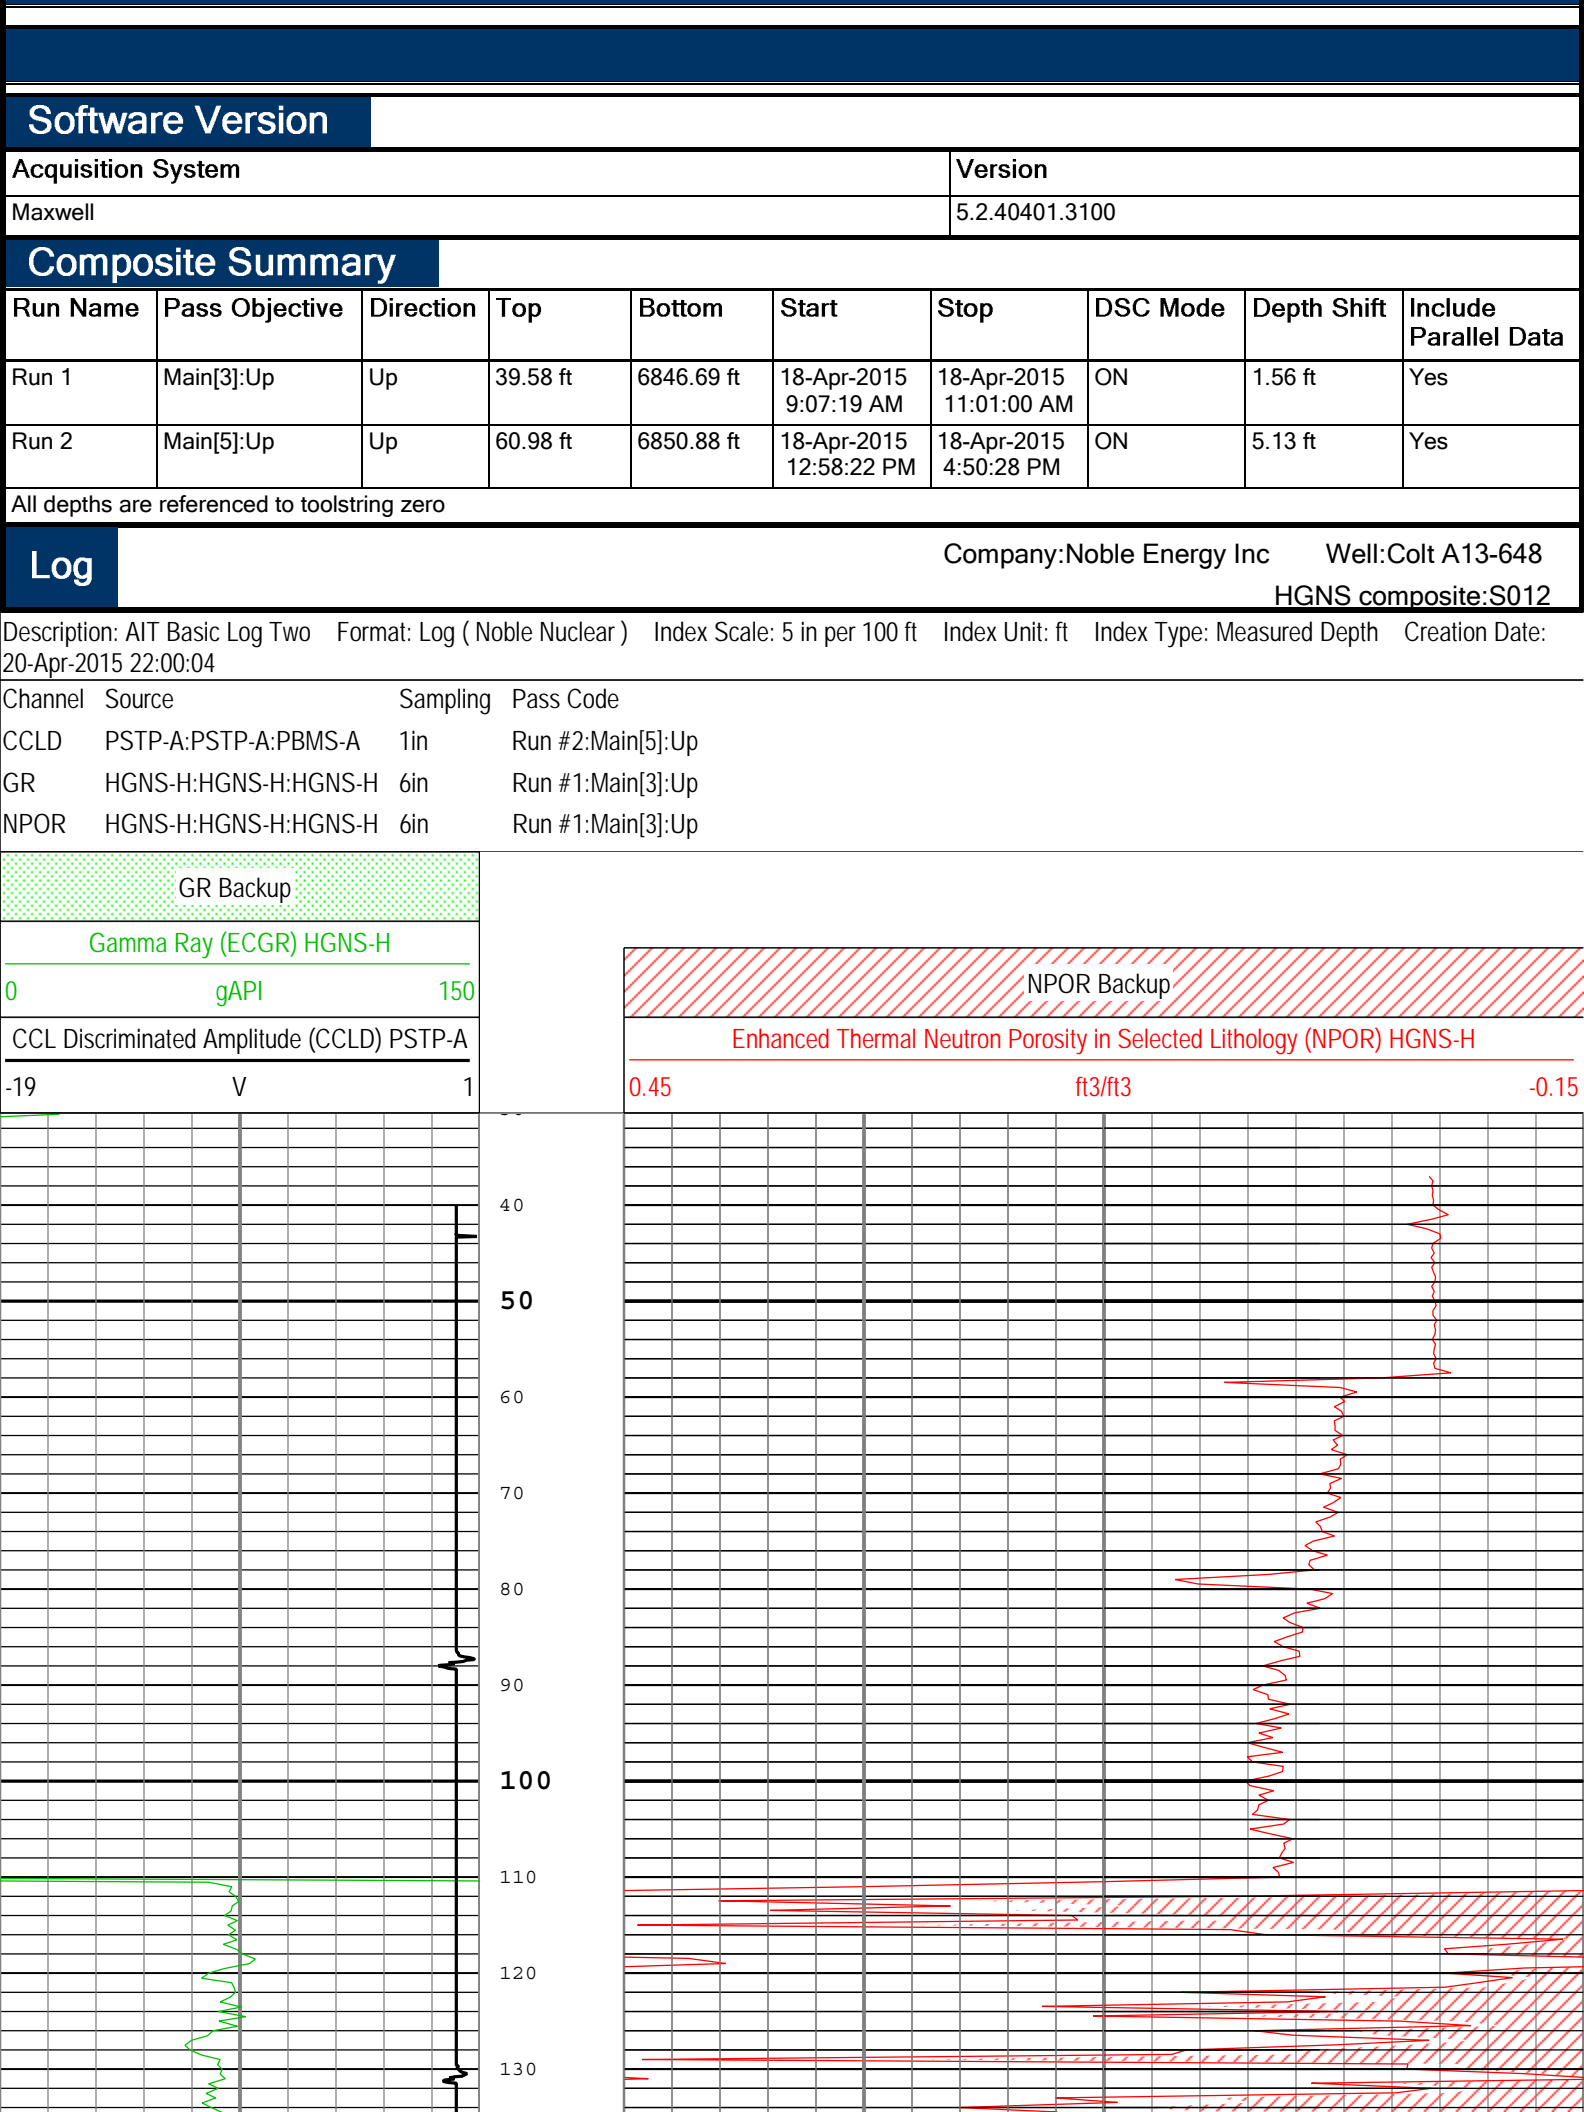 Software Version
Acquisition System Version
Maxwell 5.2.40401.3100
Composite Summary
Run Name Pass Objective Direction Top Bottom Start Stop DSC Mode Depth Shift Include
Parallel Data
Run 1 Main[3]:Up Up 39.58 ft 6846.69 ft 18-Apr-2015 18-Apr-2015 ON 1.56 ft Yes
9:07:19 AM 11:01:00 AM
Run 2 Main[5]:Up Up 60.98 ft 6850.88 ft 18-Apr-2015 18-Apr-2015 ON 5.13 ft Yes
12:58:22 PM 4:50:28 PM
All depths are referenced to toolstring zero
Log
Company:Noble Energy Inc Well:Colt A13-648
HGNS composite:S012
Description: AIT Basic Log Two Format: Log ( Noble Nuclear ) Index Scale: 5 in per 100 ft Index Unit: ft Index Type: Measured Depth Creation Date:
20-Apr-2015 22:00:04
Channel Source Sampling Pass Code
CCLD PSTP-A:PSTP-A:PBMS-A 1in Run #2:Main[5]:Up
GR HGNS-H:HGNS-H:HGNS-H 6in Run #1:Main[3]:Up
NPOR HGNS-H:HGNS-H:HGNS-H 6in Run #1:Main[3]:Up
GR Backup
Gamma Ray (ECGR) HGNS-H
0 gAPI 150
CCL Discriminated Amplitude (CCLD) PSTP-A
-19 V 1
NPOR Backup
Enhanced Thermal Neutron Porosity in Selected Lithology (NPOR) HGNS-H
0.45 ft3/ft3 -0.15
40
50
60
70
80
90
100
110
120
130